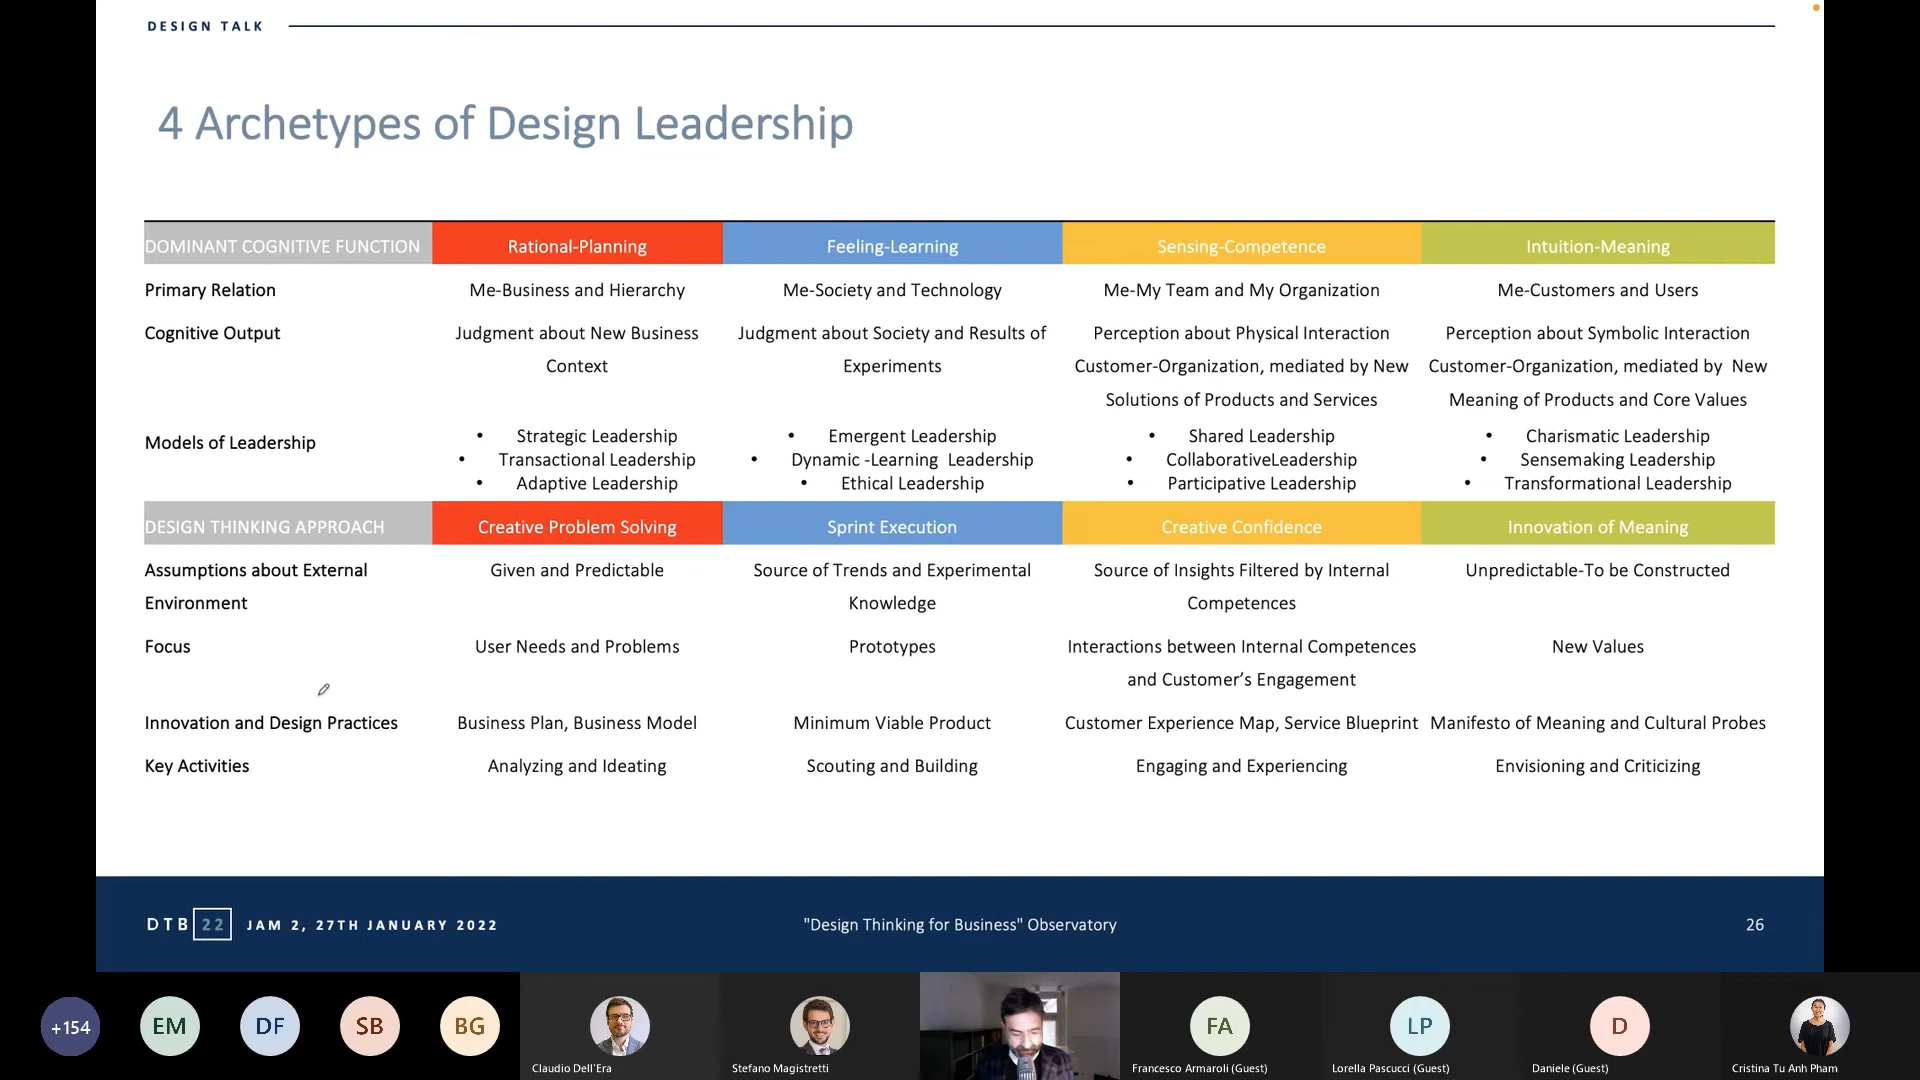 DESIGN TALK
4 Archetypes of Design Leadership
DOMINANT COGNITIVE FUNCTION Rational-Planning Feeling-Learning Sensing-Competence Intuition-Meaning
Primary Relation Me-Business and Hierarchy Me-Society and Technology Me-My Team and My Organization Me-Customers and Users
Cognitive Output Judgment about New Business Judgment about Society and Results of Perception about Physical Interaction Perception about Symbolic Interaction
Context Experiments Customer-Organization, mediated by New Customer-Organization, mediated by  New
Solutions of Products and Services Meaning of Products and Core Values
Models of Leadership • Strategic Leadership • Emergent Leadership • Shared Leadership • Charismatic Leadership
• Transactional Leadership • Dynamic -Learning  Leadership • CollaborativeLeadership • Sensemaking Leadership
• Adaptive Leadership • Ethical Leadership • Participative Leadership • Transformational Leadership
DESIGN THINKING APPROACH Creative Problem Solving Sprint Execution Creative Confidence Innovation of Meaning
Assumptions about External Given and Predictable Source of Trends and Experimental Source of Insights Filtered by Internal Unpredictable-To be Constructed
Environment Knowledge Competences
Focus User Needs and Problems Prototypes Interactions between Internal Competences New Values
and Customer’s Engagement
Innovation and Design Practices Business Plan, Business Model Minimum Viable Product Customer Experience Map, Service Blueprint Manifesto of Meaning and Cultural Probes
Key Activities Analyzing and Ideating Scouting and Building Engaging and Experiencing Envisioning and Criticizing
DTB 22 JAM 2, 27TH JANUARY 2022 "Design Thinking for Business" Observatory 26
+154 EM DF SB BG FA LP D
Claudio Dell'Era Stefano Magistretti Francesco Armaroli (Guest) Lorella Pascucci (Guest) Daniele (Guest) Cristina Tu Anh Pham